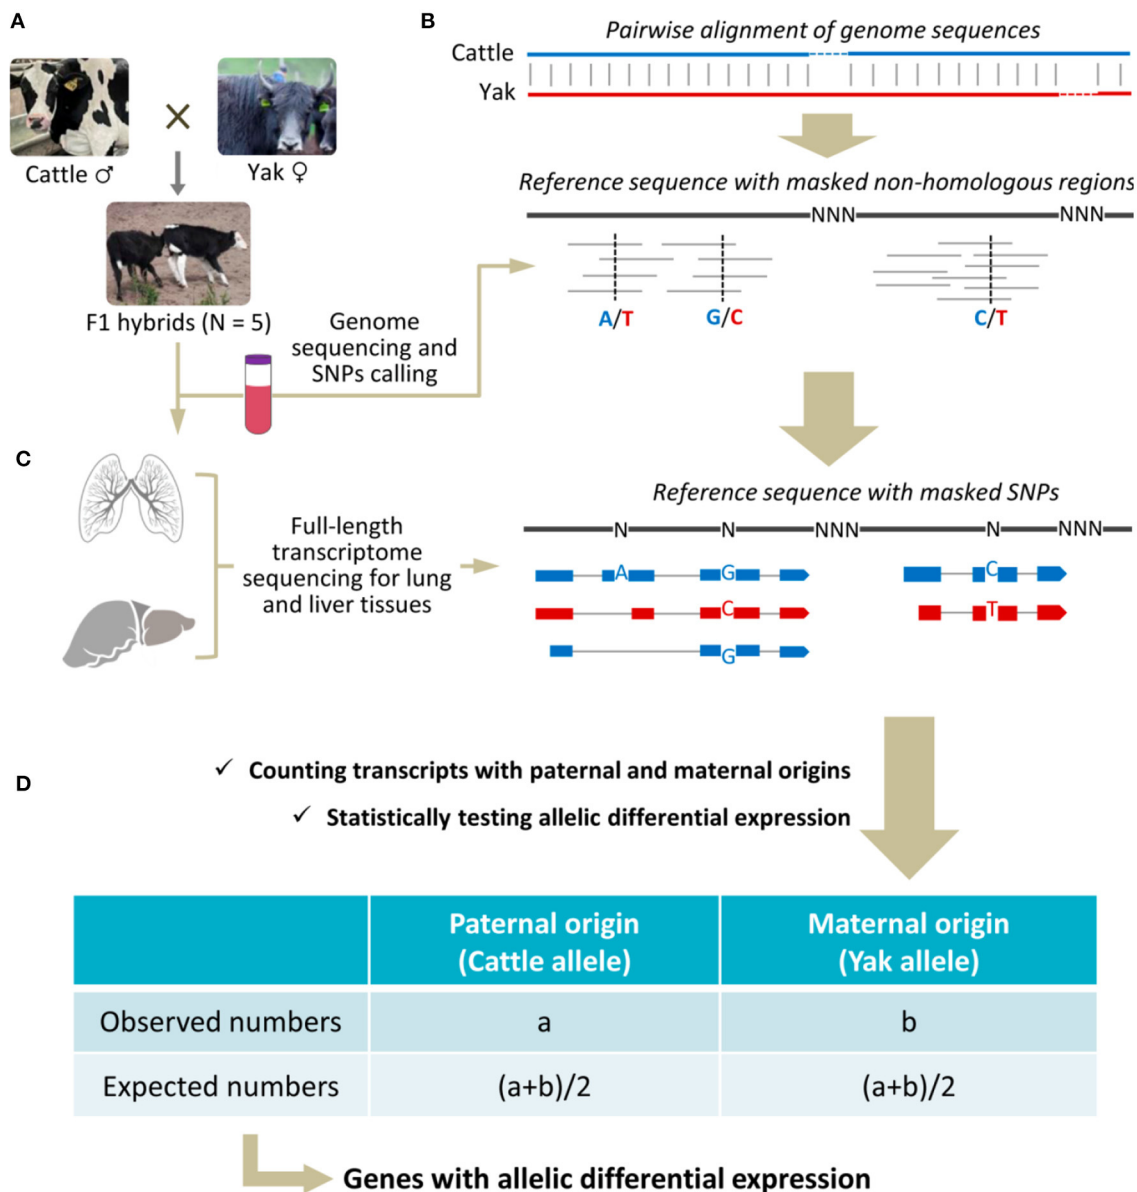 A
Cattle ♂
Yak ♀
F1 hybrids (N = 5)
Genome
sequencing and
SNPs calling
B
Pairwise alignment of genome sequences
Cattle
Yak
Reference sequence with masked non-homologous regions
NNN
NNN
A/T
G/C
C/T
C
Full-length
transcriptome
sequencing for lung
and liver tissues
Reference sequence with masked SNPs
N
N
NNN
N
NNN
A
G
C
C
T
G
D
✓ Counting transcripts with paternal and maternal origins
✓ Statistically testing allelic differential expression
Paternal origin
(Cattle allele)
Maternal origin
(Yak allele)
Observed numbers
a
b
Expected numbers
(a+b)/2
(a+b)/2
Genes with allelic differential expression